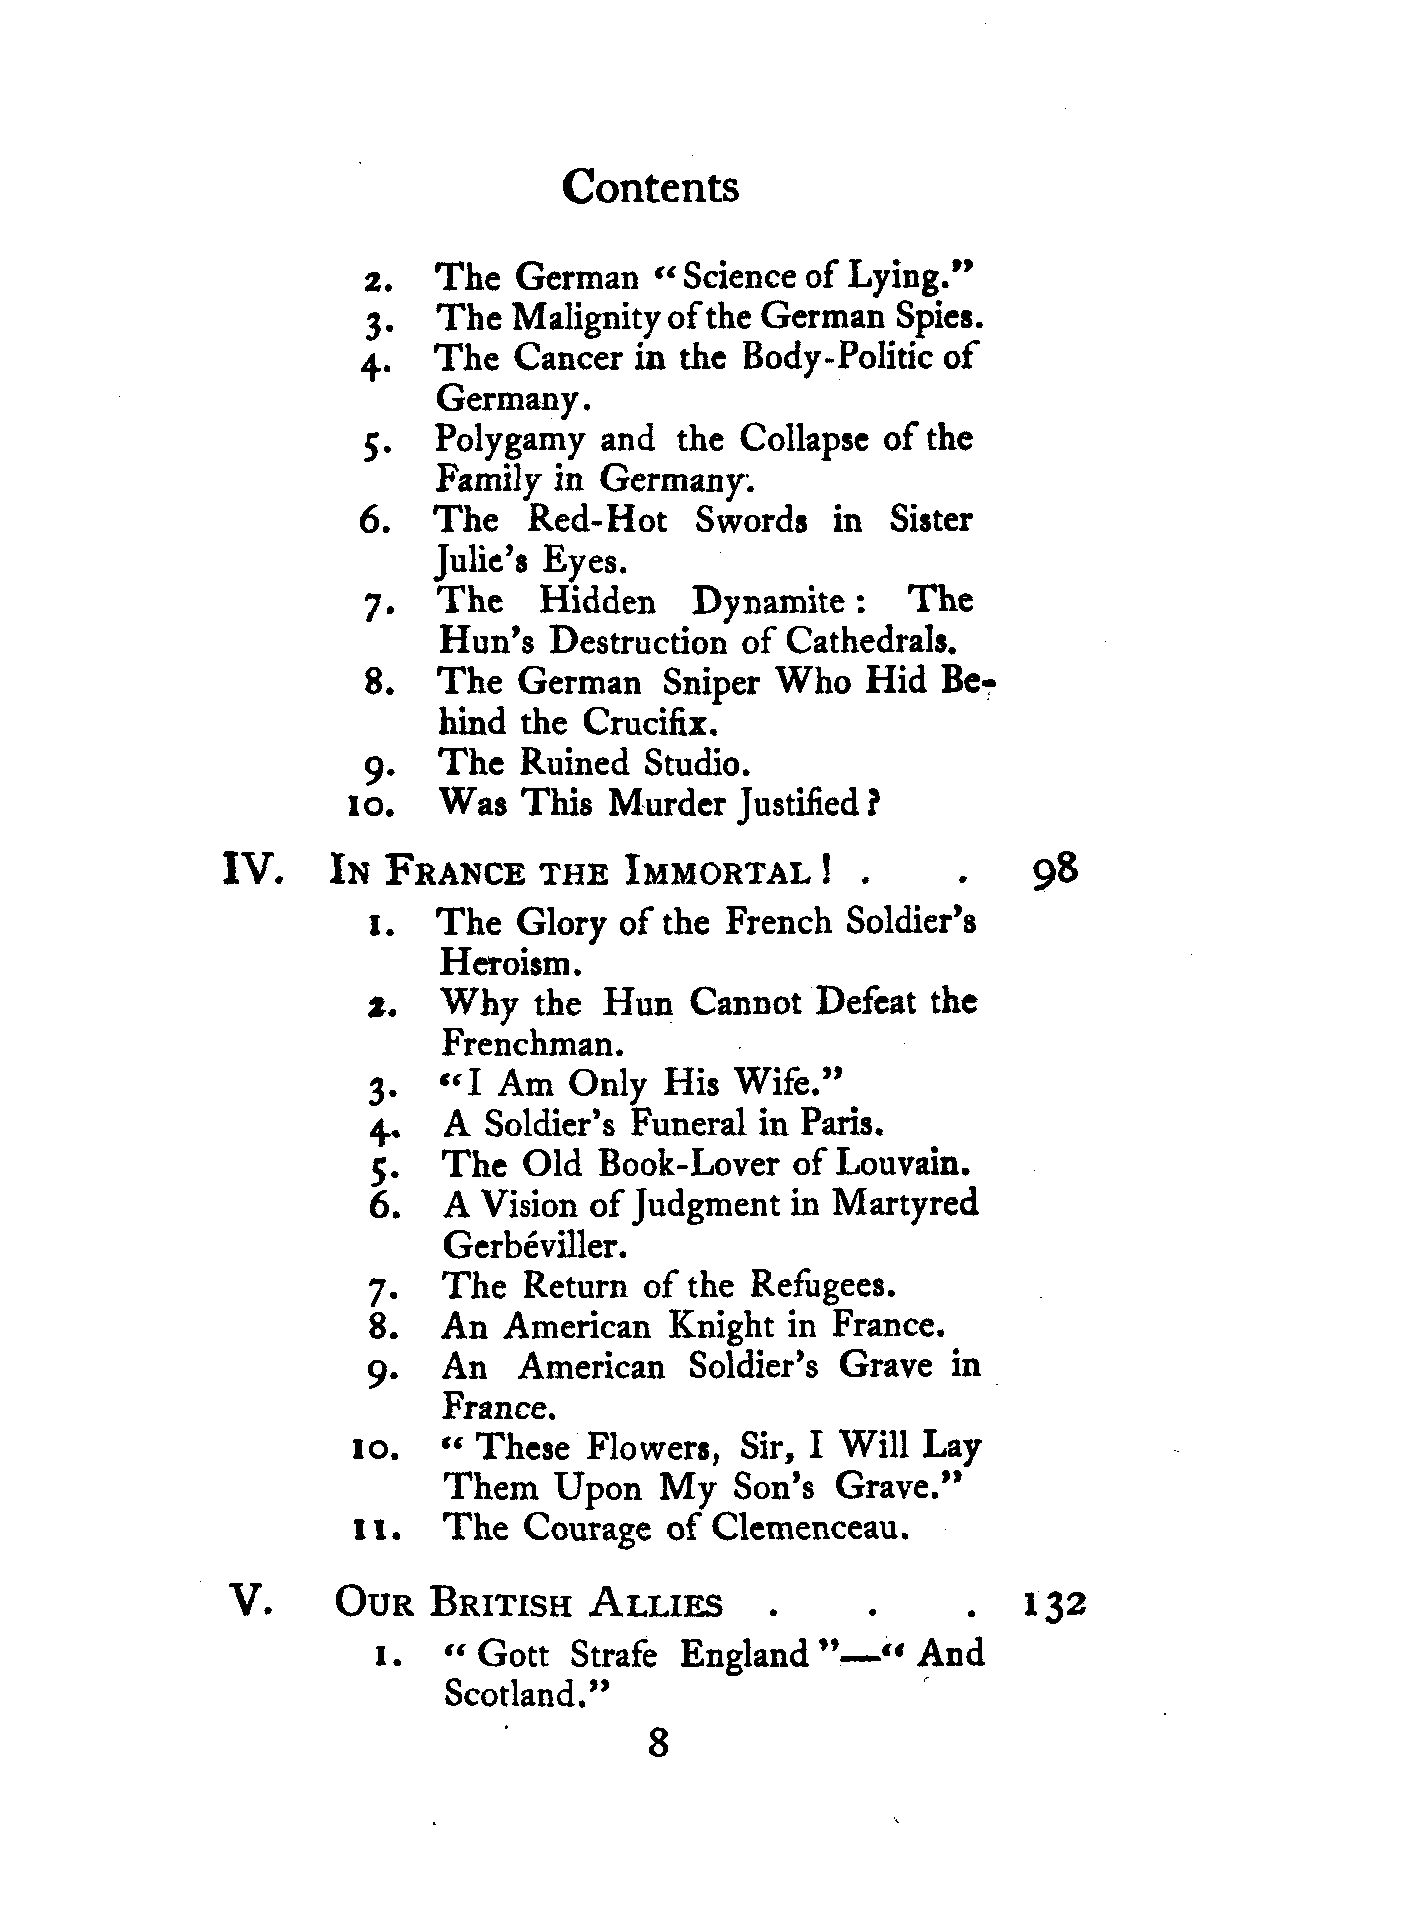 Contents
2. The German “Science of Lying.”
3. The Malignity of the German Spies.
4. The Cancer in the Body-Politic of
Germany.
5. Polygamy and the Collapse of the
Family in Germany.
6. The Red-Hot Swords in Sister
Julie’s Eyes.
7. The Hidden Dynamite: The
Hun’s Destruction of Cathedrals.
8. The German Sniper Who Hid Be-
hind the Crucifix.
9. The Ruined Studio.
10. Was This Murder Justified?
IV. IN FRANCE THE IMMORTAL! . . 98
1. The Glory of the French Soldier’s
Heroism.
2. Why the Hun Cannot Defeat the
Frenchman.
3. “I Am Only His Wife.”
4. A Soldier’s Funeral in Paris.
5. The Old Book-Lover of Louvain.
6. A Vision of Judgment in Martyred
Gerbéviller.
7. The Return of the Refugees.
8. An American Knight in France.
9. An American Soldier’s Grave in
France.
10. “These Flowers, Sir, I Will Lay
Them Upon My Son’s Grave.”
11. The Courage of Clemenceau.
V. OUR BRITISH ALLIES . . . 132
1. “Gott Strafe England”—“And
Scotland.”
8